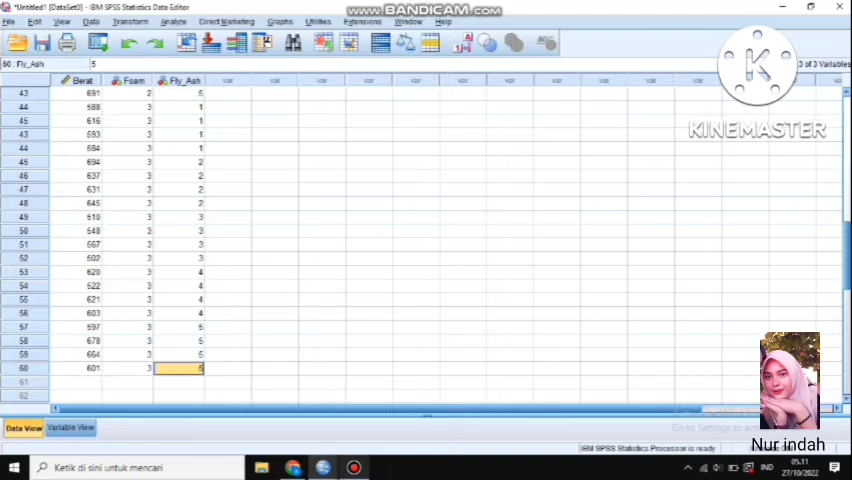 *Untitled1 [DataSet0] - IBM SPSS Statistics Data Editor
www.BANDICAM.com
File Edit View Data Transform Analyze Direct Marketing Graphs Utilities Extensions Window Help
60 : Fly_Ash 5
3 of 3 Variables
Berat Foam Fly_Ash var var var var var var var var var var var var var
43 691 2 5
44 588 3 1
45 616 3 1
43 593 3 1
44 584 3 1
45 694 3 2
46 637 3 2
47 631 3 2
48 645 3 2
49 510 3 3
50 548 3 3
51 567 3 3
52 502 3 3
53 620 3 4
54 522 3 4
55 621 3 4
56 603 3 4
57 597 3 5
58 678 3 5
59 664 3 5
60 601 3 5
61
62
K
KINEMASTER
Data View Variable View
Go to Settings to
IBM SPSS Statistics Processor is ready
Nur indah
Ketik di sini untuk mencari
IND
05.11
27/10/2022